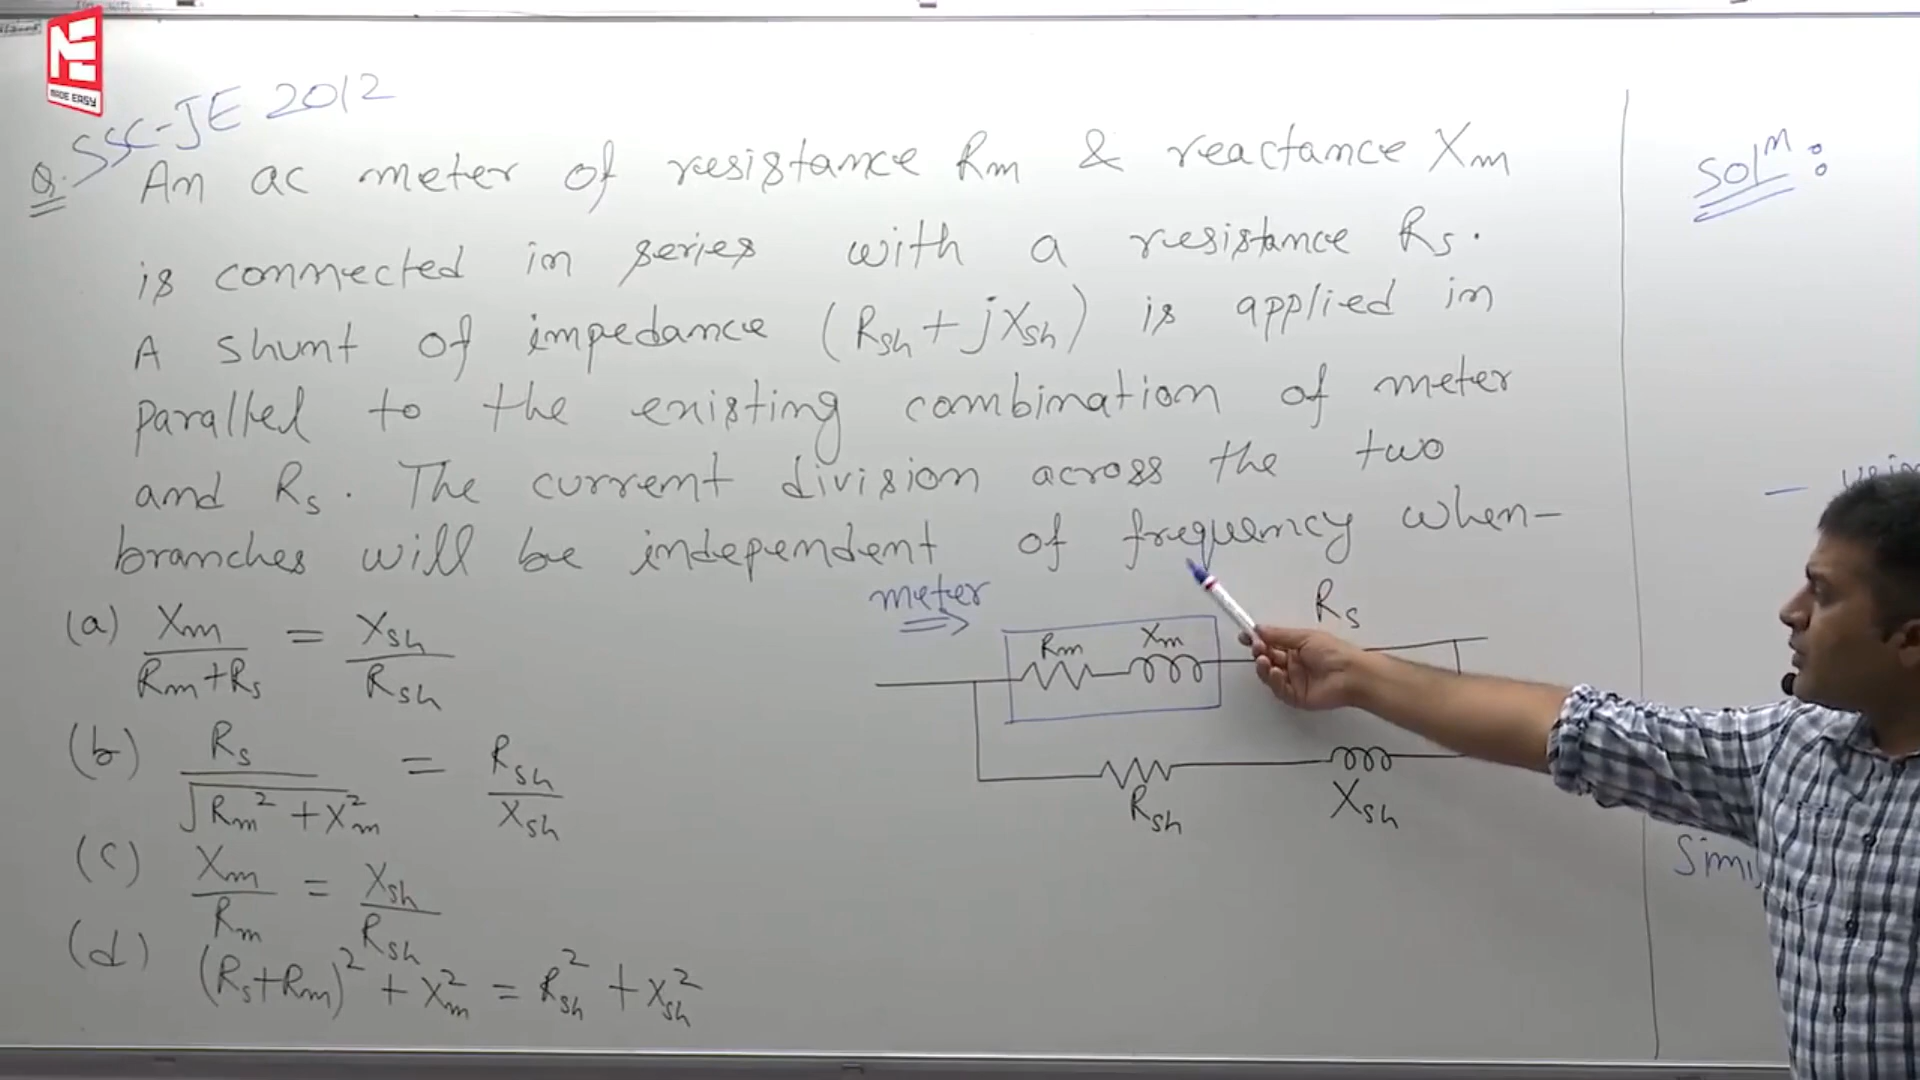 MADE EASY
SSC-JE 2012
Q. An ac meter of resistance Rm & reactance Xm
is connected in series with a resistance Rs.
A shunt of impedance (Rsh + jXsh) is applied in
parallel to the existing combination of meter
and Rs. The current division across the two
branches will be independent of frequency when-
(a) Xm / Rm+Rs = Xsh / Rsh
(b) Rs / √Rm² + Xm² = Rsh / Xsh
(c) Xm / Rm = Xsh / Rsh
(d) (Rs+Rm)² + Xm² = Rsh² + Xsh²
meter
Rm Xm Rs
Rsh Xsh
Solⁿ: